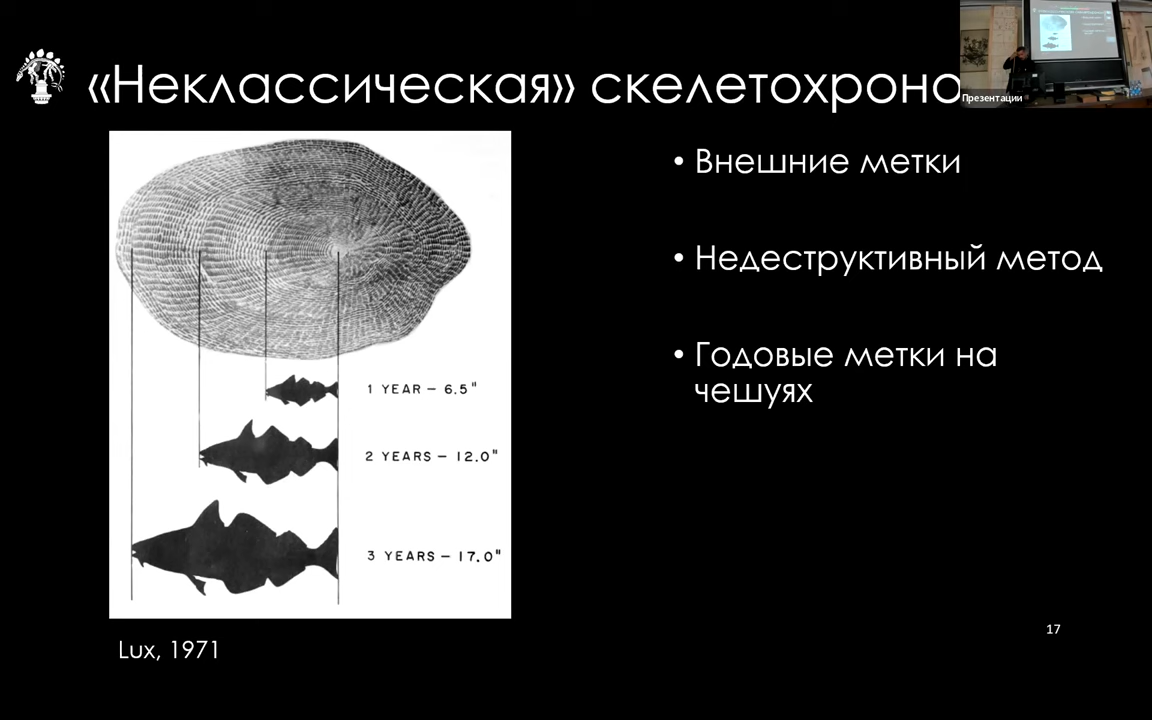 «Неклассическая» скелетохроно
Презентации
• Внешние метки
• Недеструктивный метод
• Годовые метки на
чешуях
1 YEAR – 6.5"
2 YEARS – 12.0"
3 YEARS – 17.0"
Lux, 1971
17